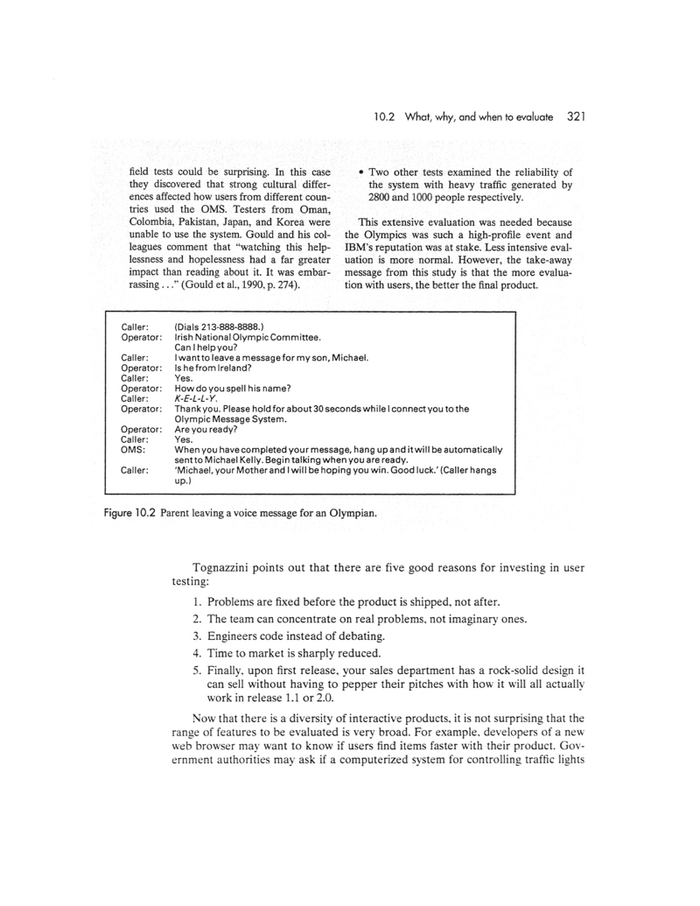 10.2 What, why, and when to evaluate 321
field tests could be surprising. In this case
they discovered that strong cultural differ-
ences affected how users from different coun-
tries used the OMS. Testers from Oman,
Colombia, Pakistan, Japan, and Korea were
unable to use the system. Gould and his col-
leagues comment that "watching this help-
lessness and hopelessness had a far greater
impact than reading about it. It was embar-
rassing . . ." (Gould et al., 1990, p. 274).
• Two other tests examined the reliability of
the system with heavy traffic generated by
2800 and 1000 people respectively.
This extensive evaluation was needed because
the Olympics was such a high-profile event and
IBM's reputation was at stake. Less intensive eval-
uation is more normal. However, the take-away
message from this study is that the more evalua-
tion with users, the better the final product.
Caller: (Dials 213-888-8888.)
Operator: Irish National Olympic Committee.
Can I help you?
Caller: I want to leave a message for my son, Michael.
Operator: Is he from Ireland?
Caller: Yes.
Operator: How do you spell his name?
Caller: K-E-L-L-Y.
Operator: Thank you. Please hold for about 30 seconds while I connect you to the
Olympic Message System.
Operator: Are you ready?
Caller: Yes.
OMS: When you have completed your message, hang up and it will be automatically
sent to Michael Kelly. Begin talking when you are ready.
Caller: 'Michael, your Mother and I will be hoping you win. Good luck.' (Caller hangs
up.)
Figure 10.2 Parent leaving a voice message for an Olympian.
Tognazzini points out that there are five good reasons for investing in user
testing:
1. Problems are fixed before the product is shipped, not after.
2. The team can concentrate on real problems, not imaginary ones.
3. Engineers code instead of debating.
4. Time to market is sharply reduced.
5. Finally, upon first release, your sales department has a rock-solid design it
can sell without having to pepper their pitches with how it will all actually
work in release 1.1 or 2.0.
Now that there is a diversity of interactive products, it is not surprising that the
range of features to be evaluated is very broad. For example, developers of a new
web browser may want to know if users find items faster with their product. Gov-
ernment authorities may ask if a computerized system for controlling traffic lights